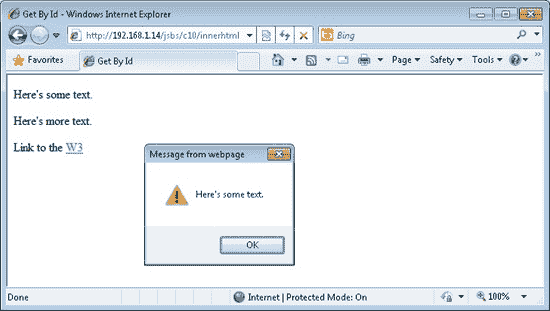 Get By Id - Windows Internet Explorer
http://192.168.1.14/jsbs/c10/innerhtml
Bing
Favorites
Get By Id
Page
Safety
Tools
Here's some text.
Here's more text.
Link to the W3
Message from webpage
Here's some text.
OK
Done
Internet | Protected Mode: On
100%